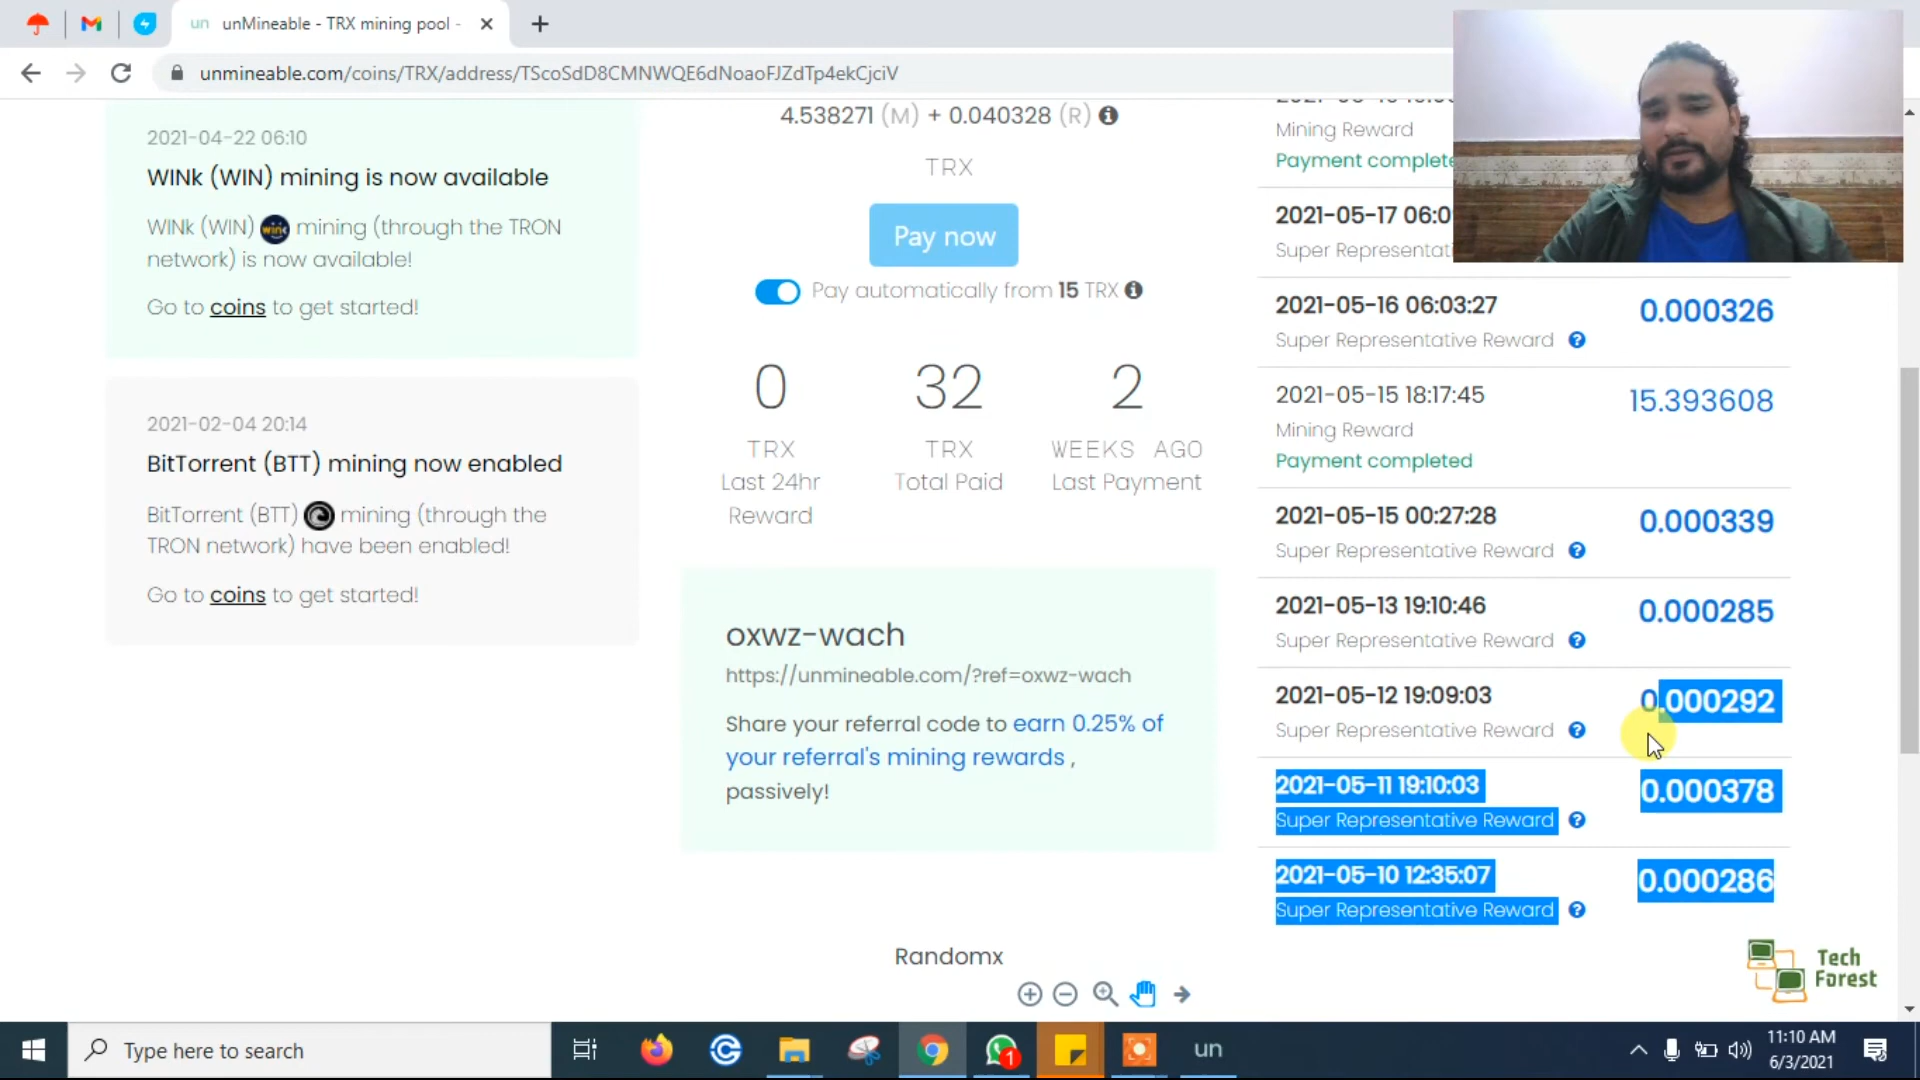 un unMineable - TRX mining pool -
unmineable.com/coins/TRX/address/TScoSdD8CMNWQE6dNoaoFJZdTp4ekCjciV
2021-04-22 06:10
WINk (WIN) mining is now available
WINk (WIN) mining (through the TRON
network) is now available!
Go to coins to get started!
2021-02-04 20:14
BitTorrent (BTT) mining now enabled
BitTorrent (BTT) mining (through the
TRON network) have been enabled!
Go to coins to get started!
4.538271 (M) + 0.040328 (R)
TRX
Pay now
Pay automatically from 15 TRX
0
TRX
Last 24hr
Reward
32
TRX
Total Paid
2
WEEKS AGO
Last Payment
oxwz-wach
https://unmineable.com/?ref=oxwz-wach
Share your referral code to earn 0.25% of
your referral's mining rewards ,
passively!
Randomx
Mining Reward
Payment complete
2021-05-17 06:0
Super Representati
2021-05-16 06:03:27 0.000326
Super Representative Reward
2021-05-15 18:17:45 15.393608
Mining Reward
Payment completed
2021-05-15 00:27:28 0.000339
Super Representative Reward
2021-05-13 19:10:46 0.000285
Super Representative Reward
2021-05-12 19:09:03 0.000292
Super Representative Reward
2021-05-11 19:10:03 0.000378
Super Representative Reward
2021-05-10 12:35:07 0.000286
Super Representative Reward
Tech
Forest
Type here to search
1
un
11:10 AM
6/3/2021